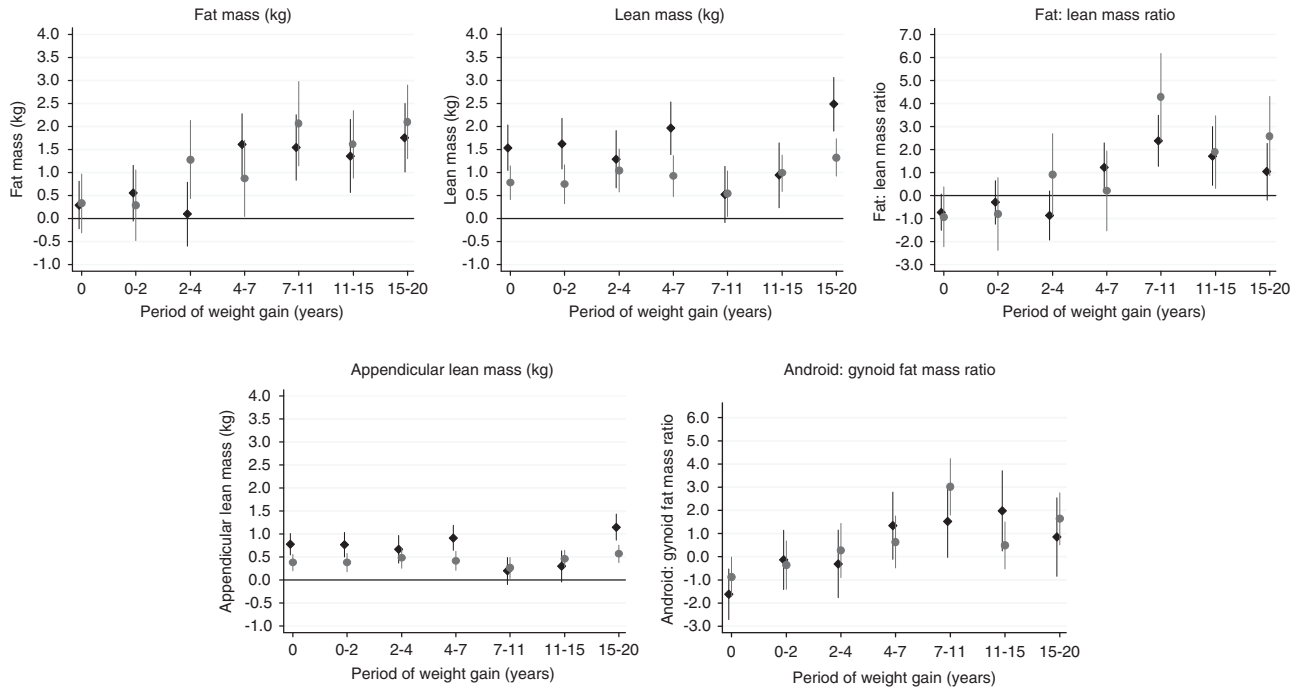 Fat mass (kg)
4.0
3.5
3.0
2.5
2.0
1.5
1.0
0.5
0.0
-0.5
-1.0
Fat mass (kg)
0 0-2 2-4 4-7 7-11 11-15 15-20
Period of weight gain (years)
Lean mass (kg)
4.0
3.5
3.0
2.5
2.0
1.5
1.0
0.5
0.0
-0.5
-1.0
Lean mass (kg)
0 0-2 2-4 4-7 7-11 11-15 15-20
Period of weight gain (years)
Fat: lean mass ratio
7.0
6.0
5.0
4.0
3.0
2.0
1.0
0.0
-1.0
-2.0
-3.0
Fat: lean mass ratio
0 0-2 2-4 4-7 7-11 11-15 15-20
Period of weight gain (years)
Appendicular lean mass (kg)
4.0
3.5
3.0
2.5
2.0
1.5
1.0
0.5
0.0
-0.5
-1.0
Appendicular lean mass (kg)
0 0-2 2-4 4-7 7-11 11-15 15-20
Period of weight gain (years)
Android: gynoid fat mass ratio
6.0
5.0
4.0
3.0
2.0
1.0
0.0
-1.0
-2.0
-3.0
Android: gynoid fat mass ratio
0 0-2 2-4 4-7 7-11 11-15 15-20
Period of weight gain (years)